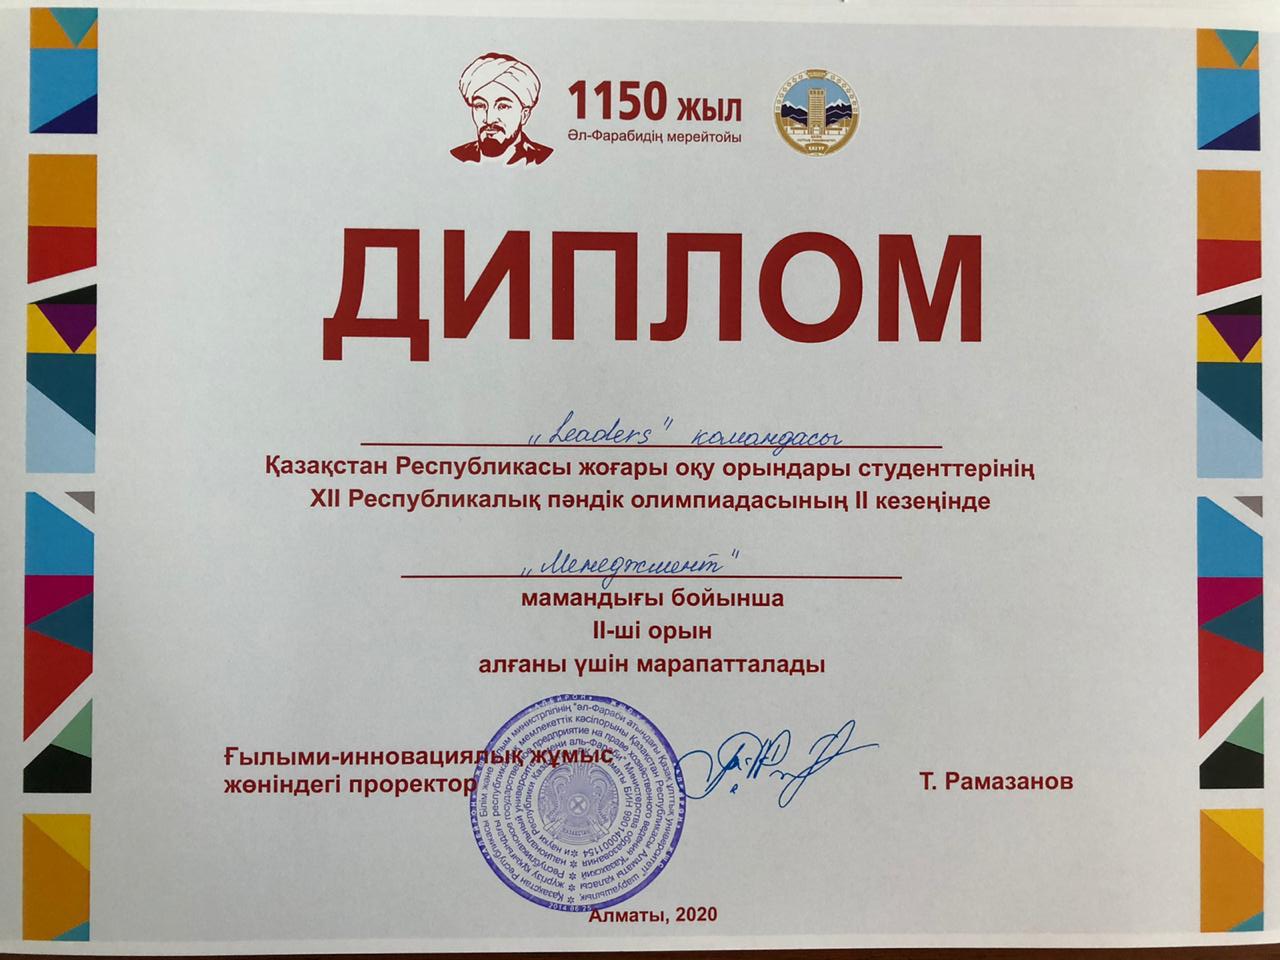 1150 жыл
Әл-Фарабидің мерейтойы
ДИПЛОМ
„Leaders" командасы
Қазақстан Республикасы жоғары оқу орындары студенттерінің
XII Республикалық пәндік олимпиадасының II кезеңінде
„Менеджмент"
мамандығы бойынша
II-ші орын
алғаны үшін марапатталады
Ғылыми-инновациялық жұмыс
жөніндегі проректор
Т. Рамазанов
Алматы, 2020